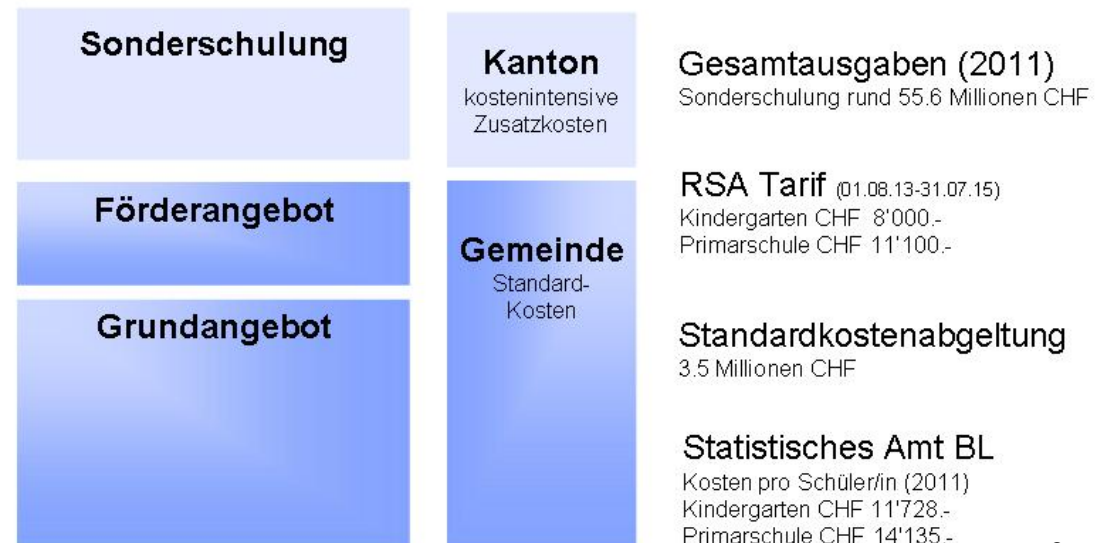 Sonderschulung
Förderangebot
Grundangebot
Kanton
kostenintensive
Zusatzkosten
Gemeinde
Standard-
Kosten
Gesamtausgaben (2011)
Sonderschulung rund 55.6 Millionen CHF
RSA Tarif (01.08.13-31.07.15)
Kindergarten CHF 8'000.-
Primarschule CHF 11'100.-
Standardkostenabgeltung
3.5 Millionen CHF
Statistisches Amt BL
Kosten pro Schüler/in (2011)
Kindergarten CHF 11'728.-
Primarschule CHF 14'135.-